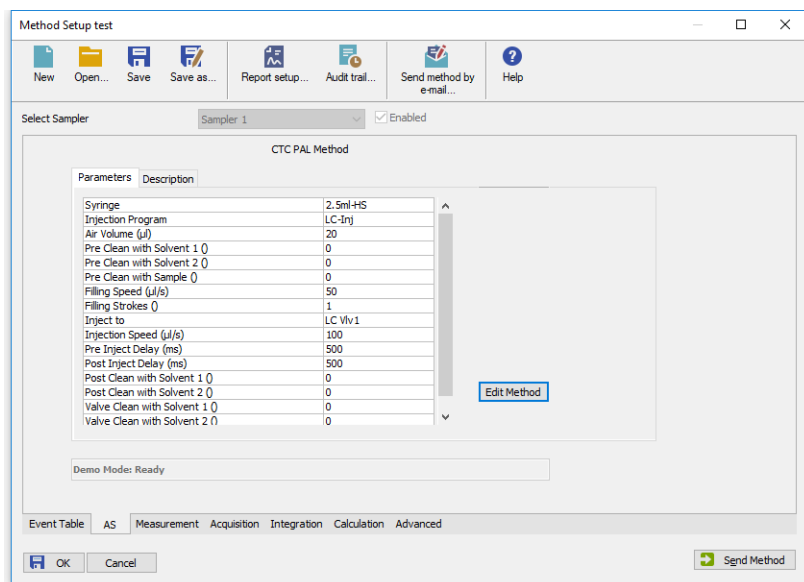 Method Setup test
New Open... Save Save as... Report setup... Audit trail... Send method by e-mail... Help
Select Sampler Sampler 1 Enabled
CTC PAL Method
Parameters Description
Syringe 2.5ml-HS
Injection Program LC-Inj
Air Volume (µl) 20
Pre Clean with Solvent 1 () 0
Pre Clean with Solvent 2 () 0
Pre Clean with Sample () 0
Filling Speed (µl/s) 50
Filling Strokes () 1
Inject to LC Vlv1
Injection Speed (µl/s) 100
Pre Inject Delay (ms) 500
Post Inject Delay (ms) 500
Post Clean with Solvent 1 () 0
Post Clean with Solvent 2 () 0
Valve Clean with Solvent 1 () 0
Valve Clean with Solvent 2 () 0
Edit Method
Demo Mode: Ready
Event Table AS Measurement Acquisition Integration Calculation Advanced
OK Cancel Send Method